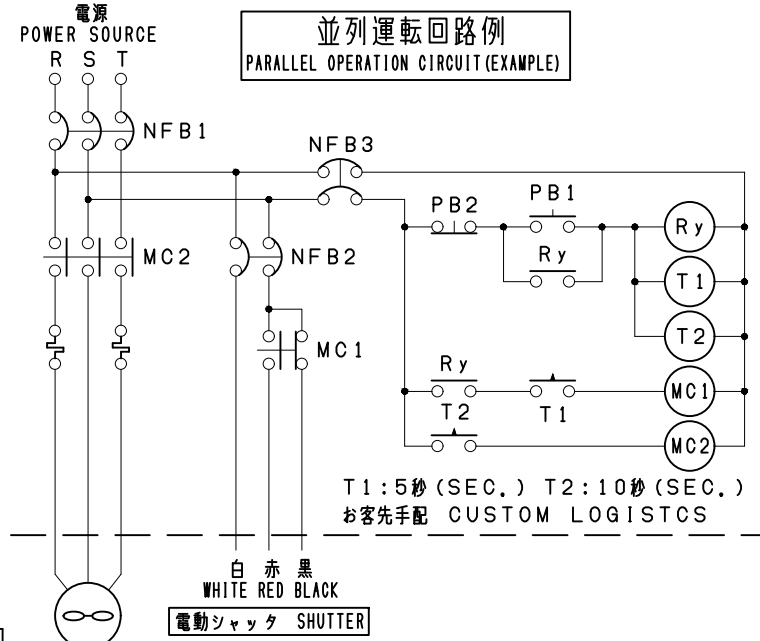 電源
POWER SOURCE
R S T
並列運転回路例
PARALLEL OPERATION CIRCUIT(EXAMPLE)
NFB1
NFB3
PB2
PB1
Ry
Ry
MC2
NFB2
T1
T2
MC1
Ry
T1
MC1
T2
MC2
T1:5秒(SEC.) T2:10秒(SEC.)
お客先手配 CUSTOM LOGISTCS
白 赤 黒
WHITE RED BLACK
電動シャッタ SHUTTER